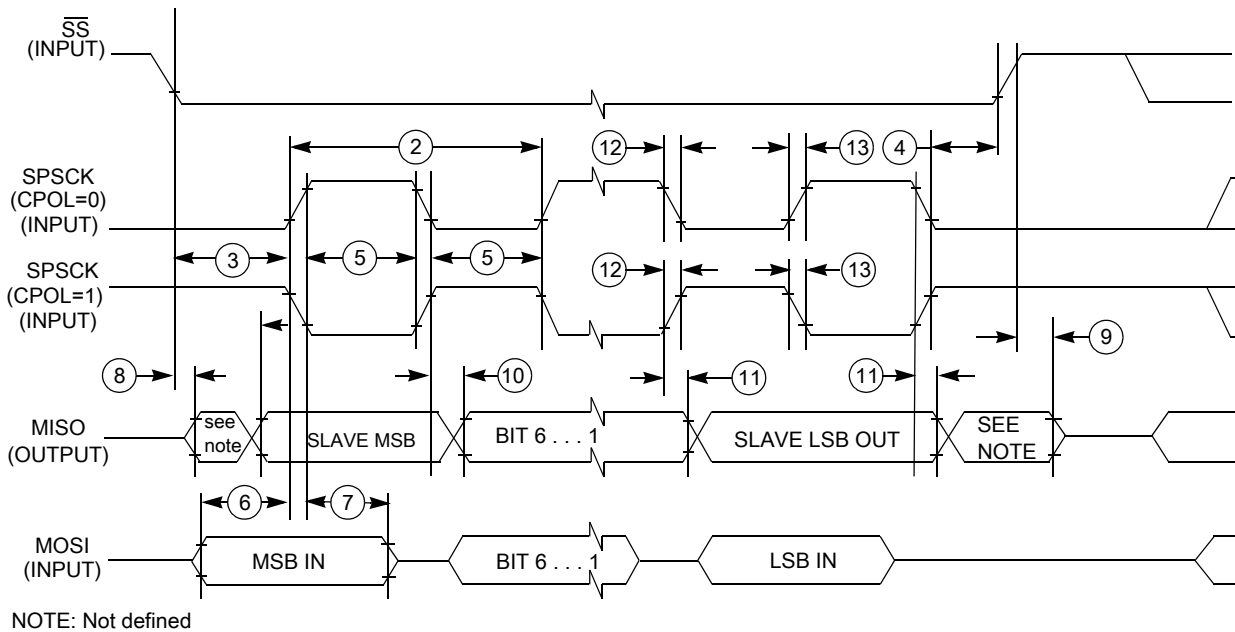 SS
(INPUT)
2
12
13
4
SPSCK
(CPOL=0)
(INPUT)
3
5
5
SPSCK
(CPOL=1)
(INPUT)
12
13
9
8
10
11
11
MISO
(OUTPUT)
see
note
SLAVE MSB
BIT 6 . . . 1
SLAVE LSB OUT
SEE
NOTE
6
7
MOSI
(INPUT)
MSB IN
BIT 6 . . . 1
LSB IN
NOTE: Not defined